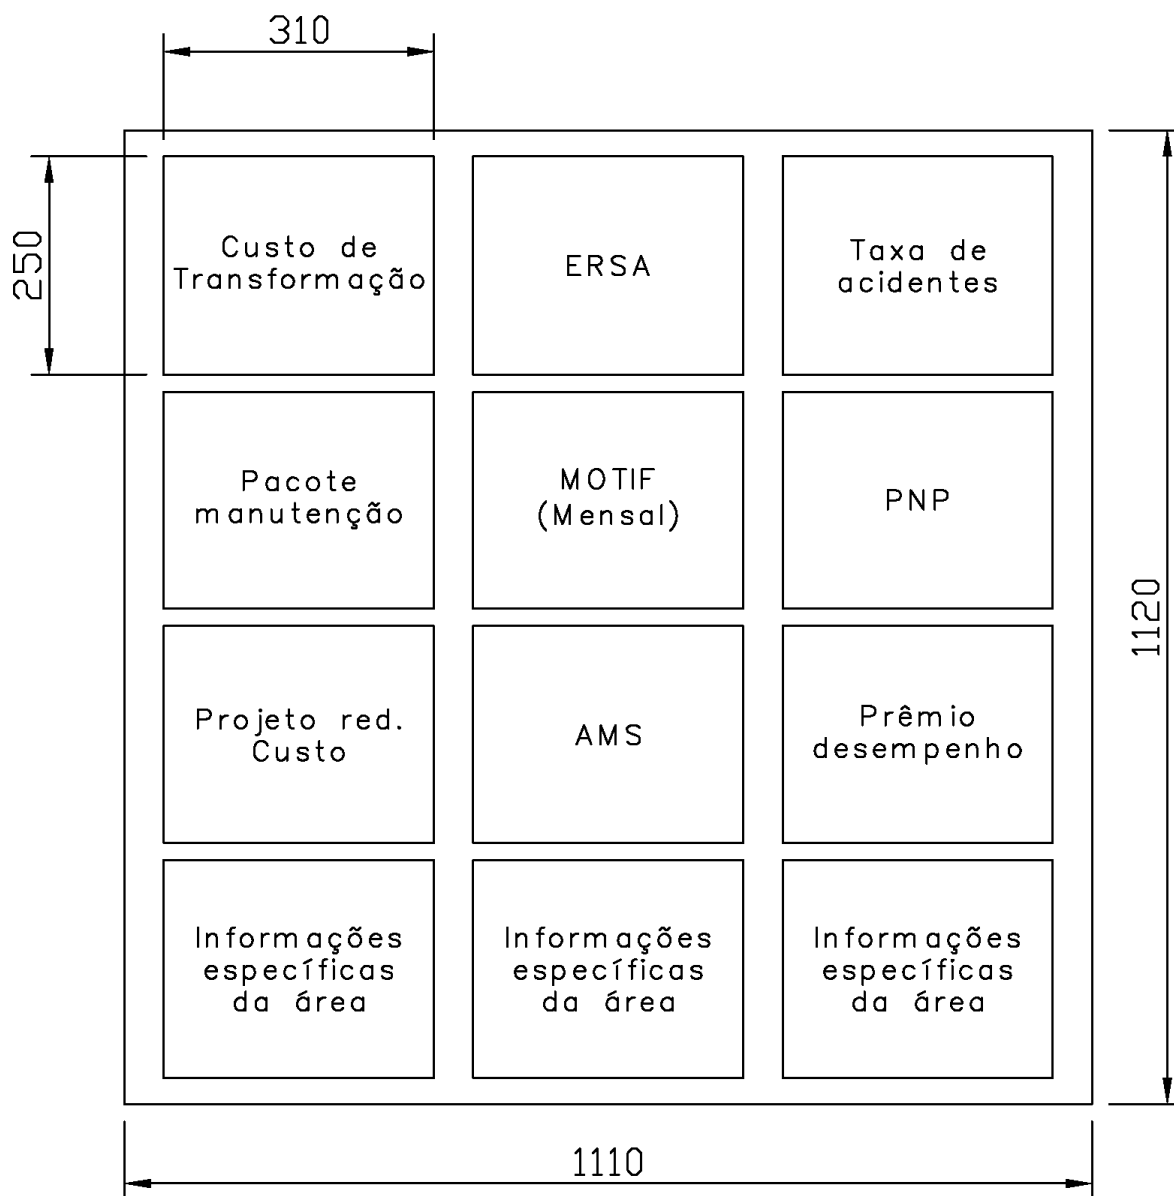 310
250
Custo de
Transformação
ERSA
Taxa de
acidentes
Pacote
manutenção
MOTIF
(Mensal)
PNP
1120
Projeto red.
Custo
AMS
Prêmio
desempenho
Informações
específicas
da área
Informações
específicas
da área
Informações
específicas
da área
1110